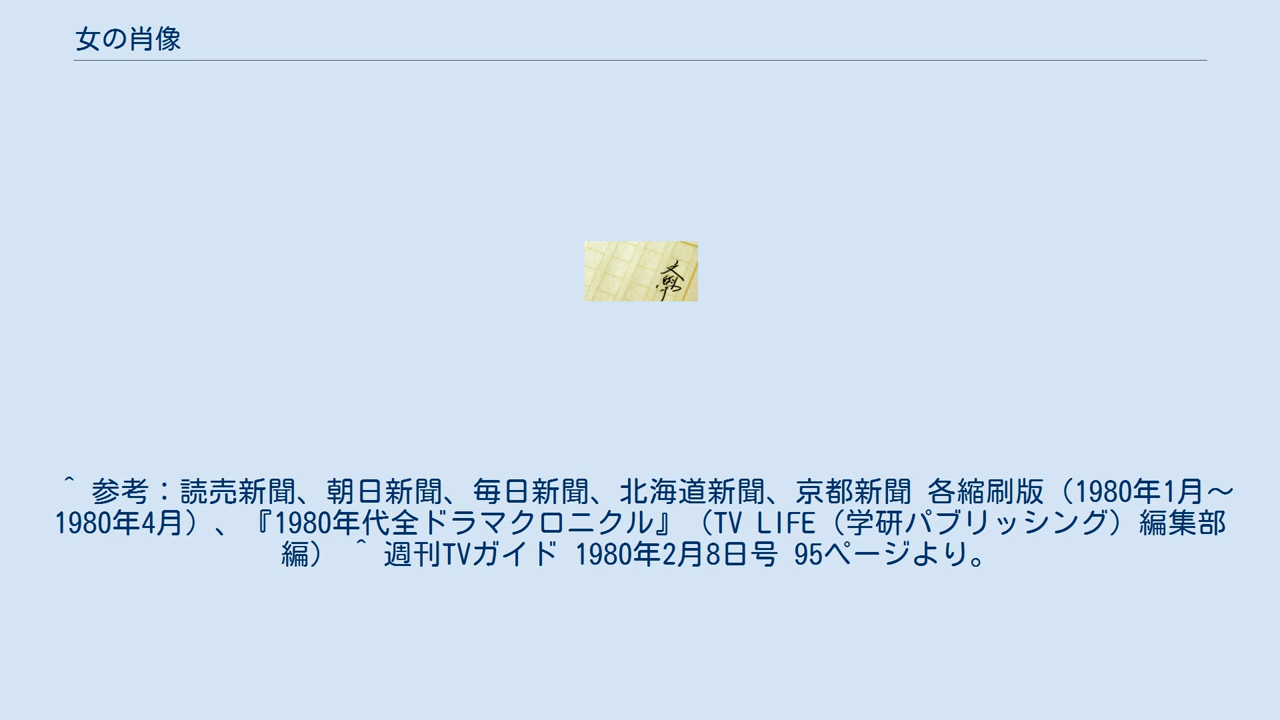 女の肖像
^ 参考：読売新聞、朝日新聞、毎日新聞、北海道新聞、京都新聞 各縮刷版（1980年1月〜
1980年4月）、『1980年代全ドラマクロニクル』（TV LIFE（学研パブリッシング）編集部
編） ^ 週刊TVガイド 1980年2月8日号 95ページより。